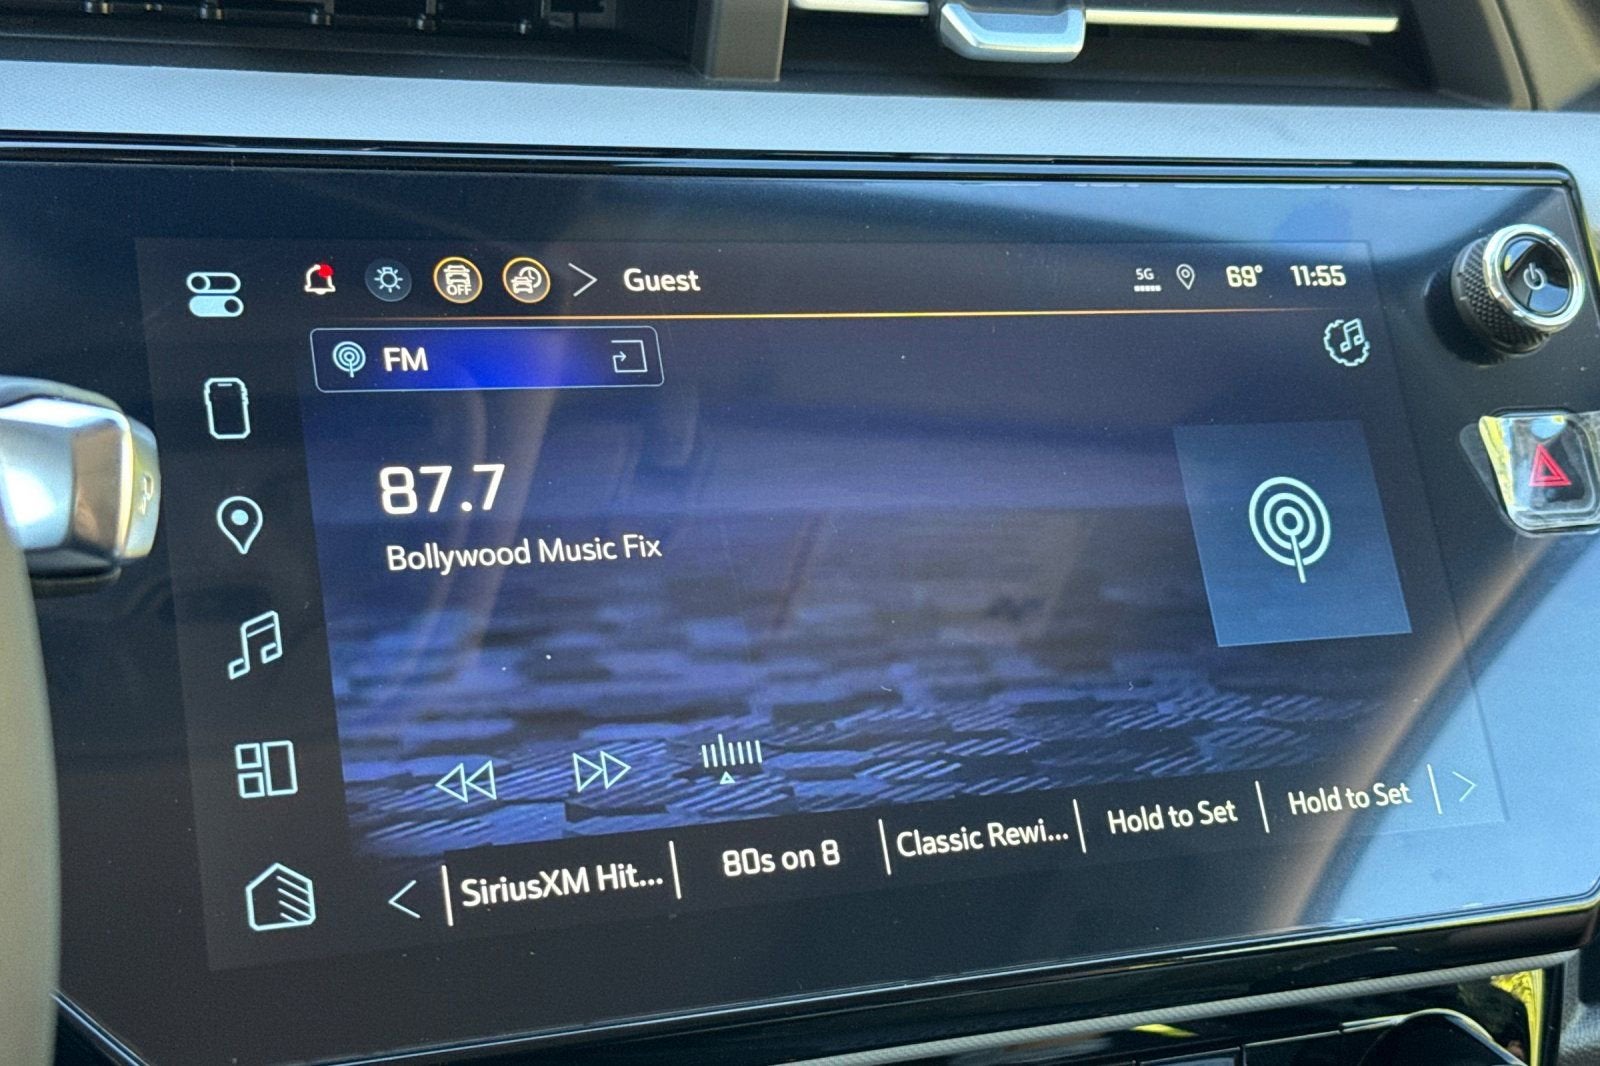 OFF
Guest
5G
69°
11:55
FM
87.7
Bollywood Music Fix
SiriusXM Hit...
80s on 8
Classic Rewi...
Hold to Set
Hold to Set